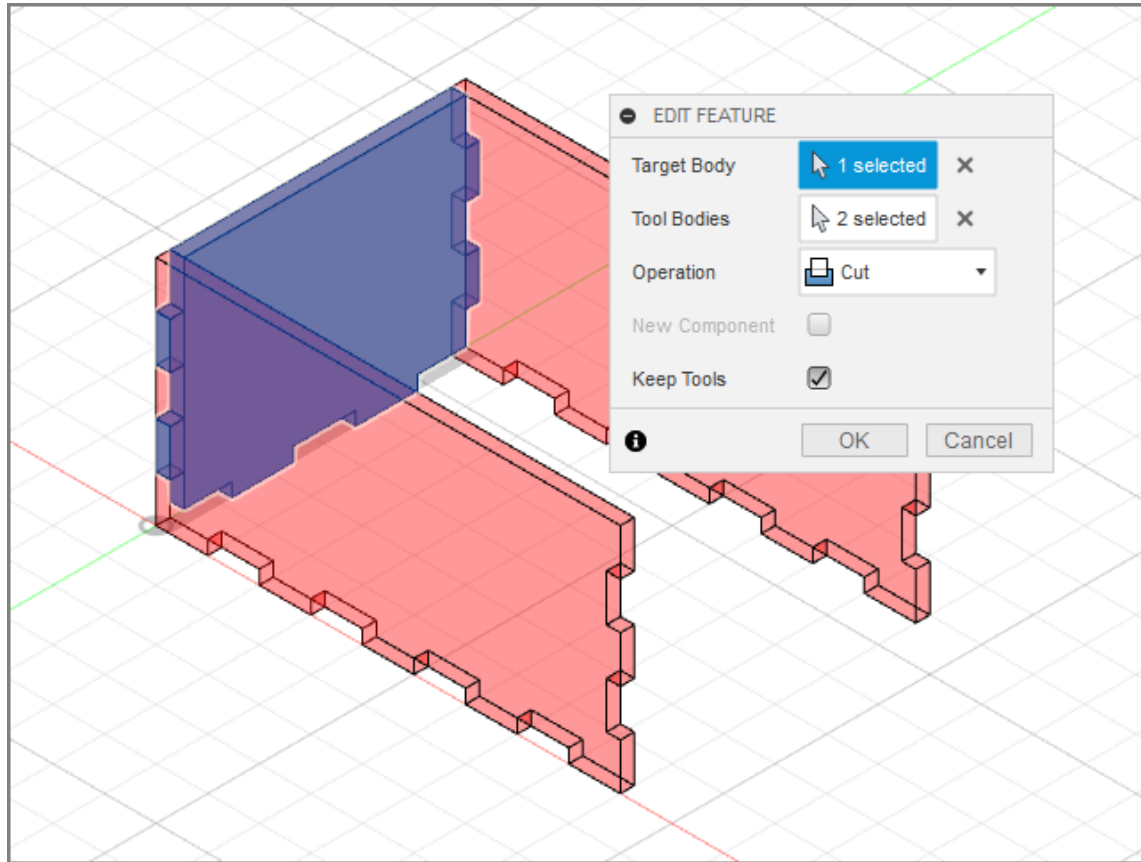 EDIT FEATURE
Target Body 1 selected
Tool Bodies 2 selected
Operation Cut
New Component
Keep Tools
OK Cancel